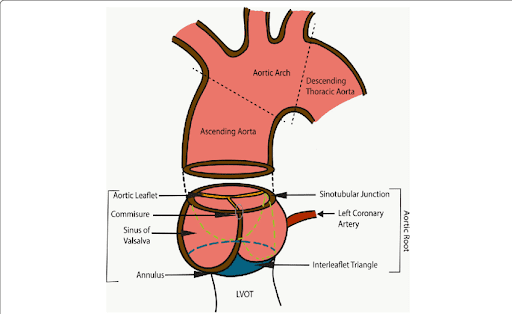 Aortic Arch
Descending
Thoracic Aorta
Ascending Aorta
Aortic Leaflet
Sinotubular Junction
Commisure
Left Coronary
Artery
Sinus of
Valsalva
Aortic Root
Annulus
Interleaflet Triangle
LVOT